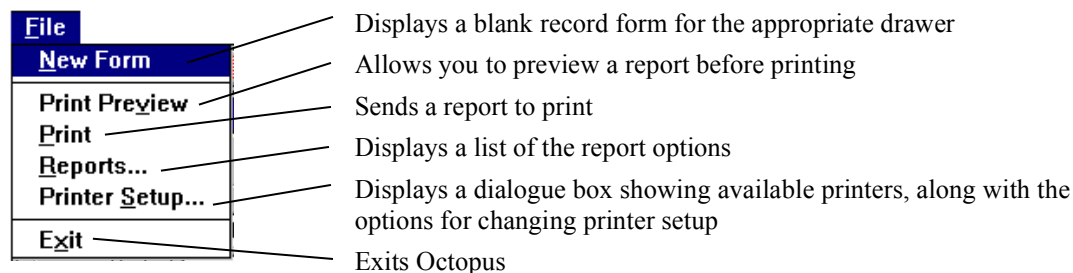 File
New Form
Print Preview
Print
Reports...
Printer Setup...
Exit
Displays a blank record form for the appropriate drawer
Allows you to preview a report before printing
Sends a report to print
Displays a list of the report options
Displays a dialogue box showing available printers, along with the
options for changing printer setup
Exits Octopus